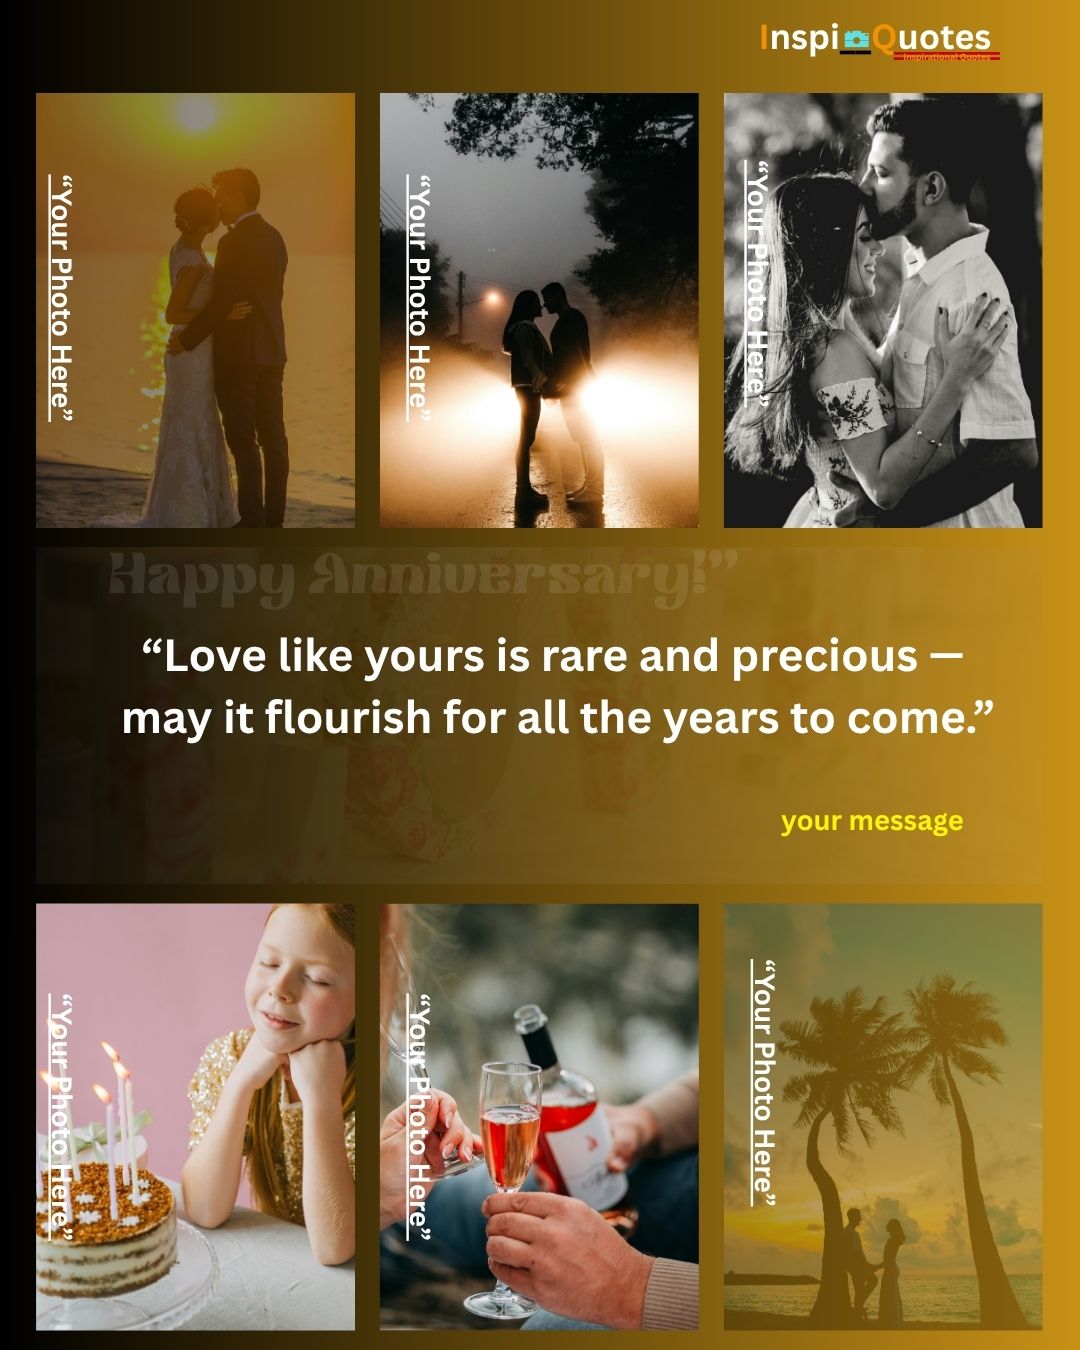 InspiQuotes
Inspirational Quotes
“Your Photo Here”
“Your Photo Here”
“Your Photo Here”
Happy Anniversary!”
“Love like yours is rare and precious —
may it flourish for all the years to come.”
your message
“Your Photo Here”
“Your Photo Here”
“Your Photo Here”